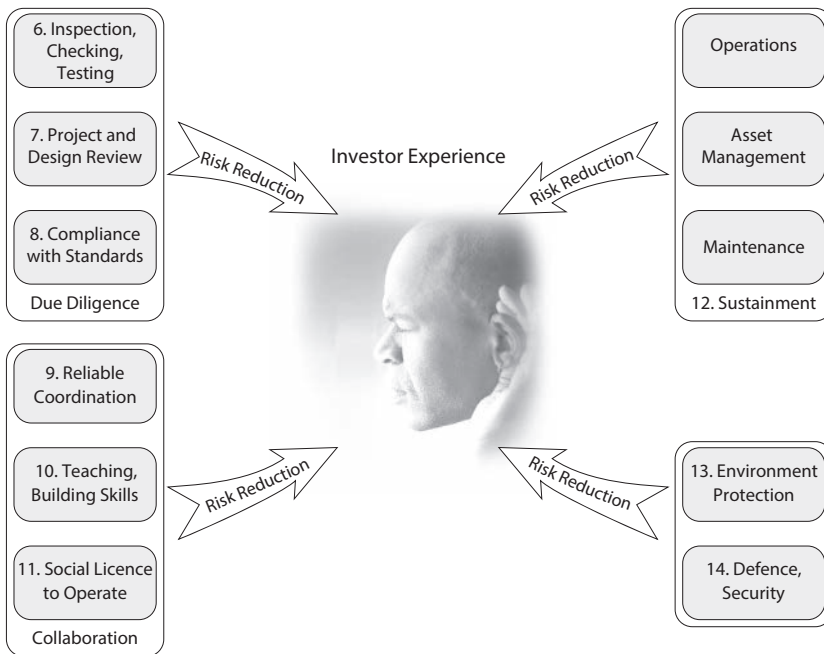 6. Inspection,
Checking,
Testing
7. Project and
Design Review
8. Compliance
with Standards
Due Diligence
9. Reliable
Coordination
10. Teaching,
Building Skills
11. Social Licence
to Operate
Collaboration
Risk Reduction
Risk Reduction
Investor Experience
Risk Reduction
Risk Reduction
Operations
Asset
Management
Maintenance
12. Sustainment
13. Environment
Protection
14. Defence,
Security